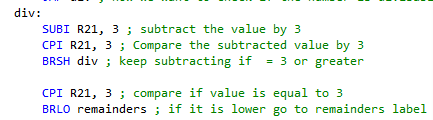 div:
SUBI R21, 3 ; subtract the value by 3
CPI R21, 3 ; Compare the subtracted value by 3
BRSH div ; keep subtracting if  = 3 or greater
CPI R21, 3 ; compare if value is equal to 3
BRLO remainders ; if it is lower go to remainders label